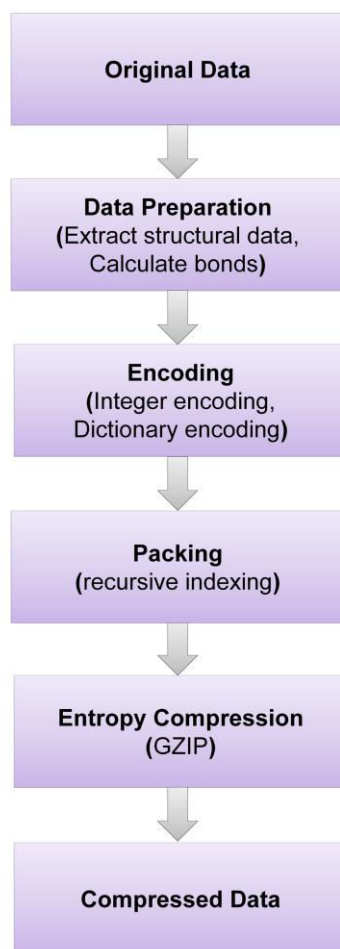 Original Data
Data Preparation
(Extract structural data,
Calculate bonds)
Encoding
(Integer encoding,
Dictionary encoding)
Packing
(recursive indexing)
Entropy Compression
(GZIP)
Compressed Data